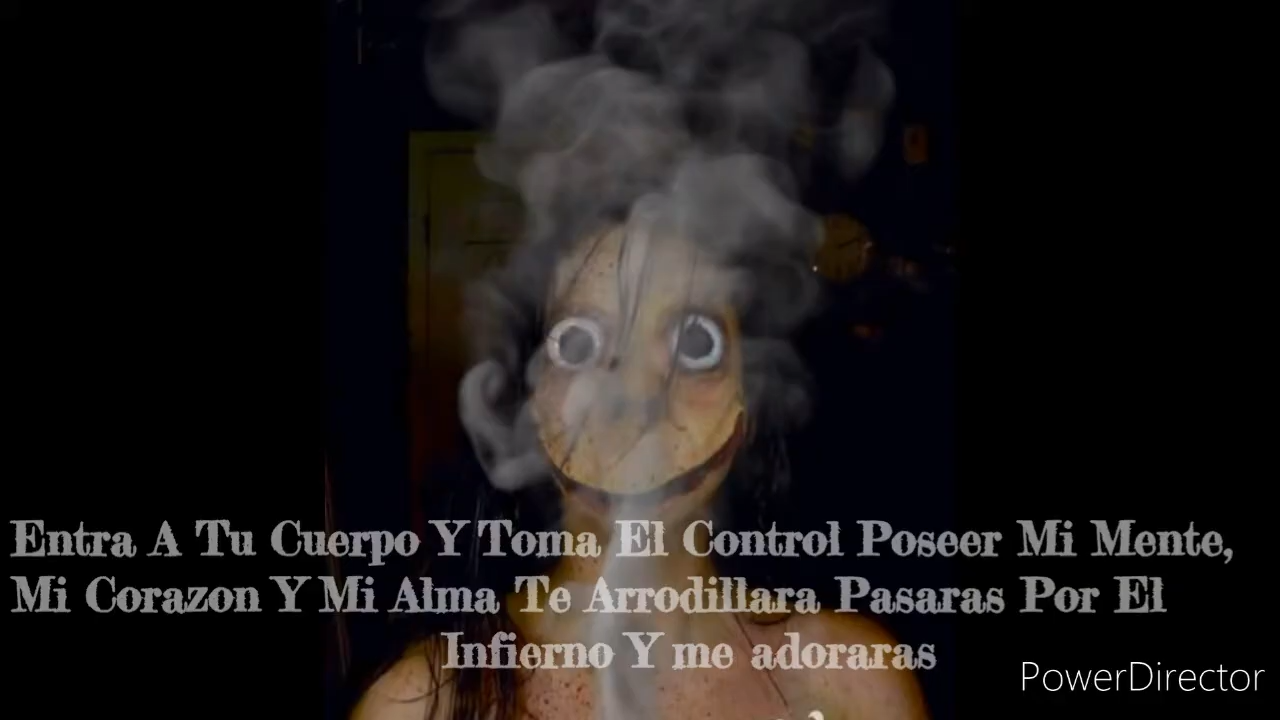 Entra A Tu Cuerpo Y Toma El Control Poseer Mi Mente,
Mi Corazon Y Mi Alma Te Arrodillara Pasaras Por El
Infierno Y me adoraras
PowerDirector